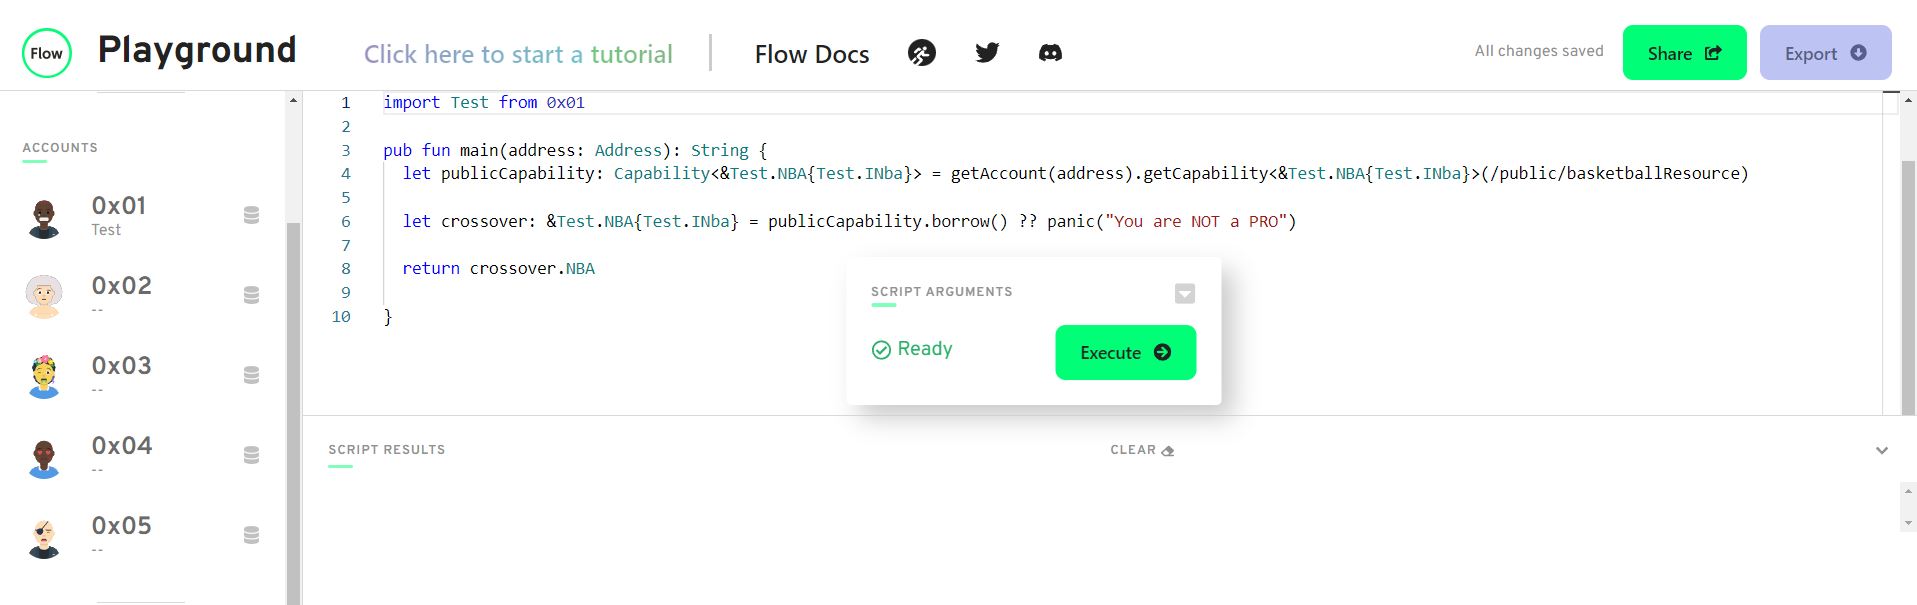 Flow
Playground
Click here to start a tutorial
Flow Docs
All changes saved
Share
Export
ACCOUNTS
0x01
Test
0x02
--
0x03
--
0x04
--
0x05
--
1 import Test from 0x01
2
3 pub fun main(address: Address): String {
4 let publicCapability: Capability<&Test.NBA{Test.INba}> = getAccount(address).getCapability<&Test.NBA{Test.INba}>(/public/basketballResource)
5
6 let crossover: &Test.NBA{Test.INba} = publicCapability.borrow() ?? panic("You are NOT a PRO")
7
8 return crossover.NBA
9
10 }
SCRIPT ARGUMENTS
Ready
Execute
SCRIPT RESULTS
CLEAR